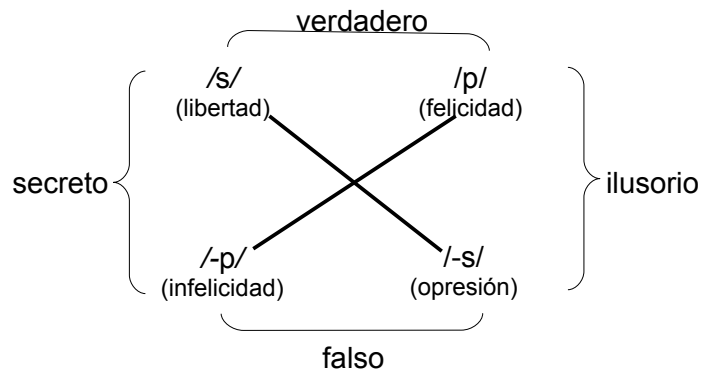 verdadero
/s/ /p/
(libertad) (felicidad)
secreto ilusorio
/-p/ /-s/
(infelicidad) (opresión)
falso